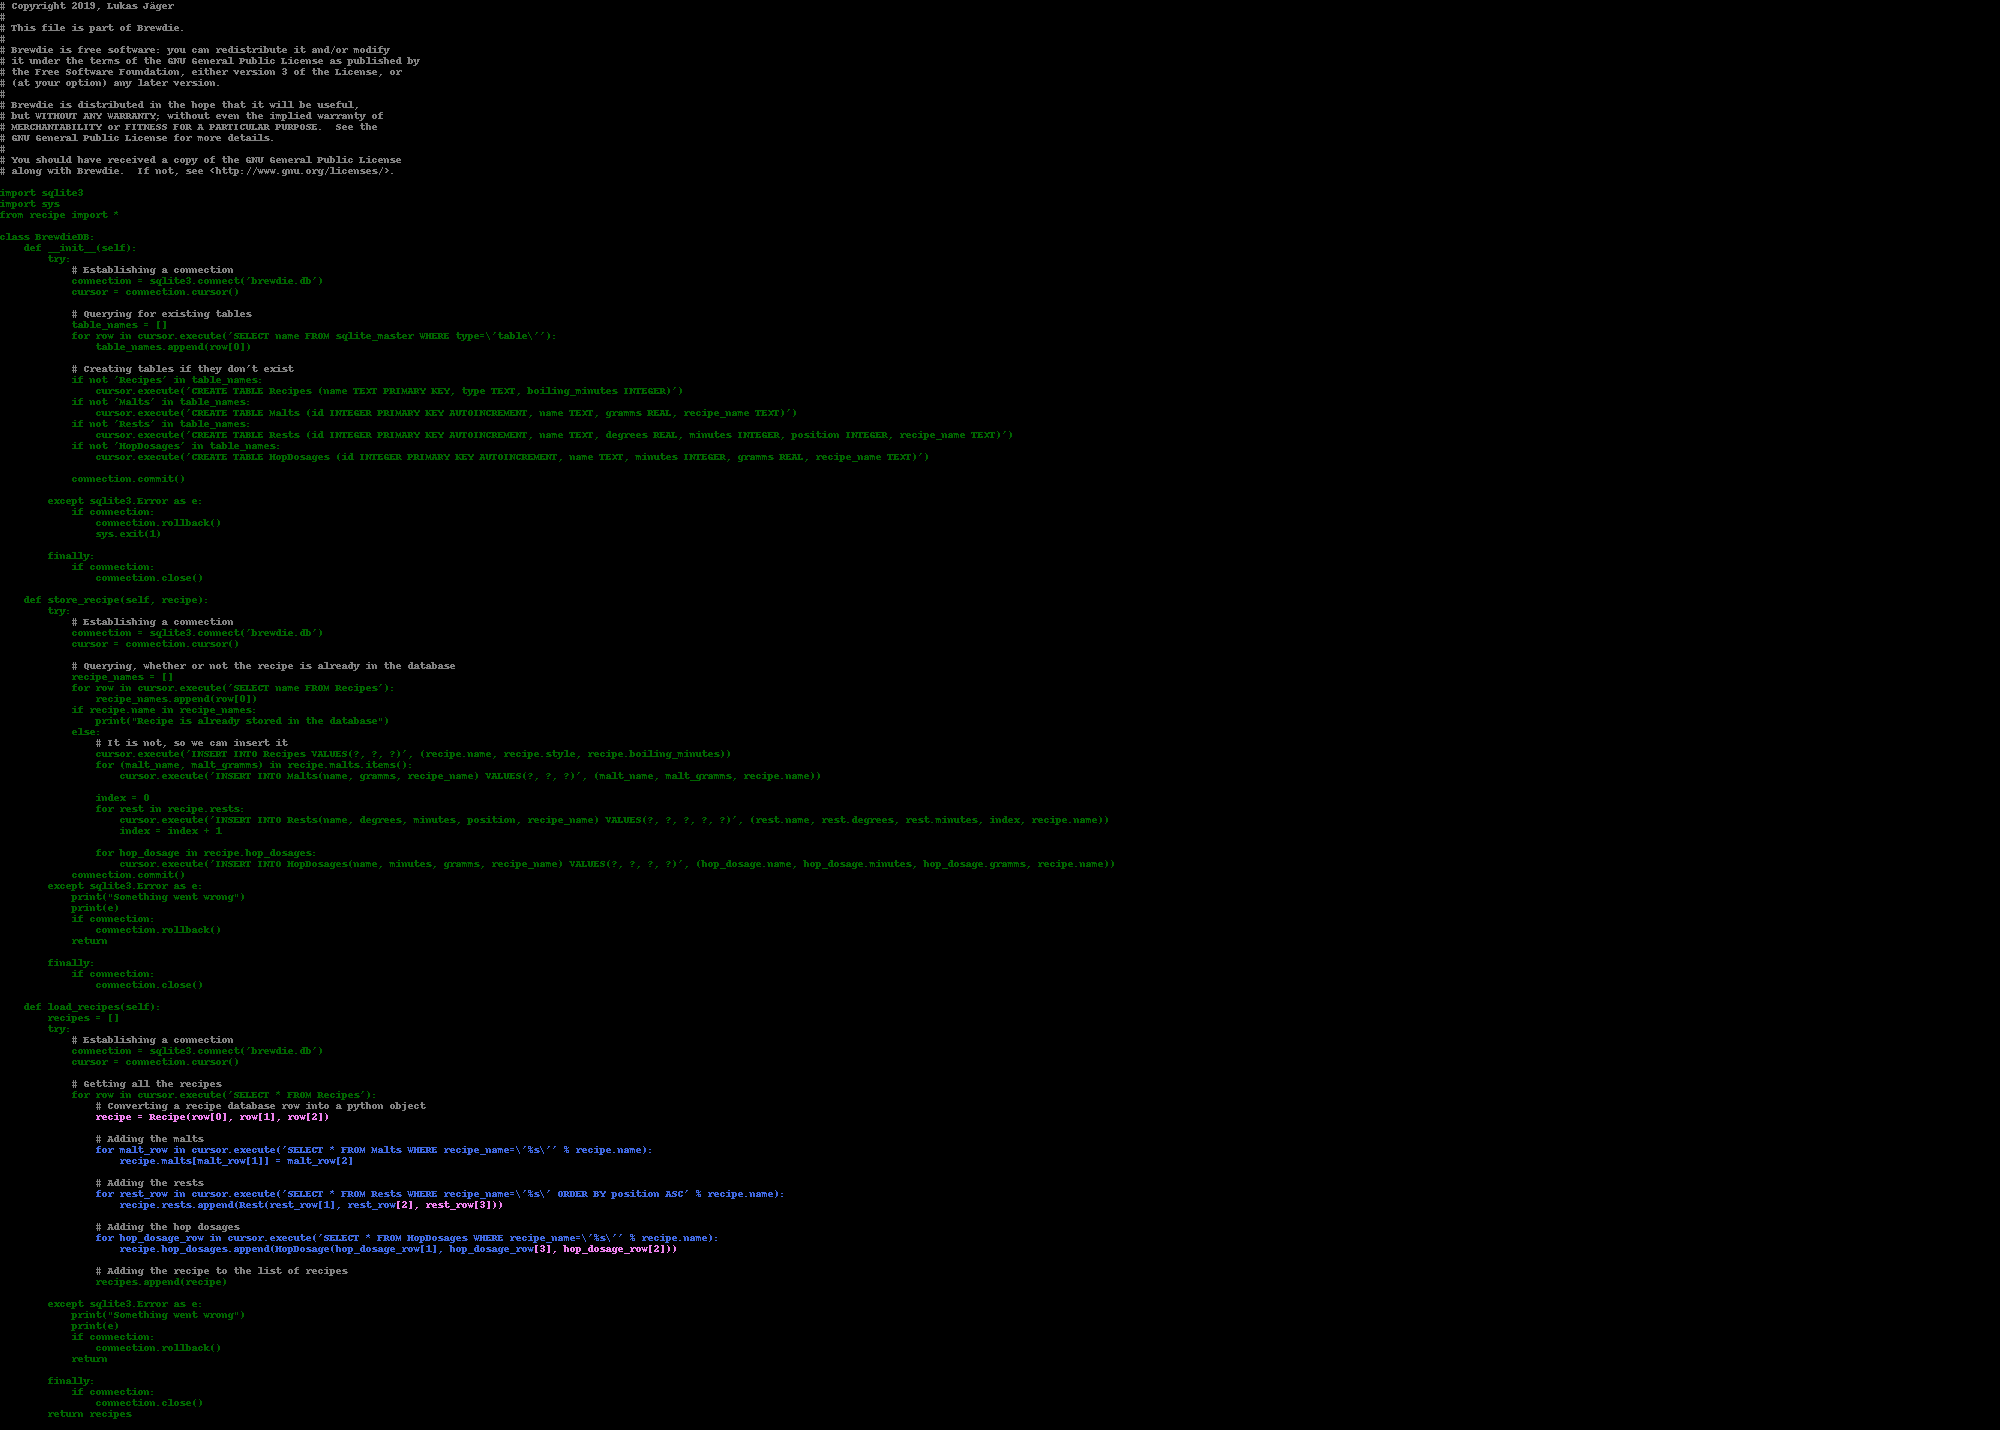 # Copyright 2019, Lukas Jäger
#
# This file is part of Brewdie.
#
# Brewdie is free software: you can redistribute it and/or modify
# it under the terms of the GNU General Public License as published by
# the Free Software Foundation, either version 3 of the License, or
# (at your option) any later version.
#
# Brewdie is distributed in the hope that it will be useful,
# but WITHOUT ANY WARRANTY; without even the implied warranty of
# MERCHANTABILITY or FITNESS FOR A PARTICULAR PURPOSE.  See the
# GNU General Public License for more details.
#
# You should have received a copy of the GNU General Public License
# along with Brewdie.  If not, see <http://www.gnu.org/licenses/>.

import sqlite3
import sys
from recipe import *

class BrewdieDB:
    def __init__(self):
        try:
            # Establishing a connection
            connection = sqlite3.connect('brewdie.db')
            cursor = connection.cursor()

            # Querying for existing tables
            table_names = []
            for row in cursor.execute('SELECT name FROM sqlite_master WHERE type=\'table\''):
                table_names.append(row[0])

            # Creating tables if they don't exist
            if not 'Recipes' in table_names:
                cursor.execute('CREATE TABLE Recipes (name TEXT PRIMARY KEY, type TEXT, boiling_minutes INTEGER)')
            if not 'Malts' in table_names:
                cursor.execute('CREATE TABLE Malts (id INTEGER PRIMARY KEY AUTOINCREMENT, name TEXT, gramms REAL, recipe_name TEXT)')
            if not 'Rests' in table_names:
                cursor.execute('CREATE TABLE Rests (id INTEGER PRIMARY KEY AUTOINCREMENT, name TEXT, degrees REAL, minutes INTEGER, position INTEGER, recipe_name TEXT)')
            if not 'HopDosages' in table_names:
                cursor.execute('CREATE TABLE HopDosages (id INTEGER PRIMARY KEY AUTOINCREMENT, name TEXT, minutes INTEGER, gramms REAL, recipe_name TEXT)')

            connection.commit()

        except sqlite3.Error as e:
            if connection:
                connection.rollback()
                sys.exit(1)

        finally:
            if connection:
                connection.close()

    def store_recipe(self, recipe):
        try:
            # Establishing a connection
            connection = sqlite3.connect('brewdie.db')
            cursor = connection.cursor()

            # Querying, whether or not the recipe is already in the database
            recipe_names = []
            for row in cursor.execute('SELECT name FROM Recipes'):
                recipe_names.append(row[0])
            if recipe.name in recipe_names:
                print("Recipe is already stored in the database")
            else:
                # It is not, so we can insert it
                cursor.execute('INSERT INTO Recipes VALUES(?, ?, ?)', (recipe.name, recipe.style, recipe.boiling_minutes))
                for (malt_name, malt_gramms) in recipe.malts.items():
                    cursor.execute('INSERT INTO Malts(name, gramms, recipe_name) VALUES(?, ?, ?)', (malt_name, malt_gramms, recipe.name))

                index = 0
                for rest in recipe.rests:
                    cursor.execute('INSERT INTO Rests(name, degrees, minutes, position, recipe_name) VALUES(?, ?, ?, ?, ?)', (rest.name, rest.degrees, rest.minutes, index, recipe.name))
                    index = index + 1

                for hop_dosage in recipe.hop_dosages:
                    cursor.execute('INSERT INTO HopDosages(name, minutes, gramms, recipe_name) VALUES(?, ?, ?, ?)', (hop_dosage.name, hop_dosage.minutes, hop_dosage.gramms, recipe.name))
            connection.commit()
        except sqlite3.Error as e:
            print("Something went wrong")
            print(e)
            if connection:
                connection.rollback()
            return

        finally:
            if connection:
                connection.close()

    def load_recipes(self):
        recipes = []
        try:
            # Establishing a connection
            connection = sqlite3.connect('brewdie.db')
            cursor = connection.cursor()

            # Getting all the recipes
            for row in cursor.execute('SELECT * FROM Recipes'):
                # Converting a recipe database row into a python object
                recipe = Recipe(row[0], row[1], row[2])

                # Adding the malts
                for malt_row in cursor.execute('SELECT * FROM Malts WHERE recipe_name=\'%s\'' % recipe.name):
                    recipe.malts[malt_row[1]] = malt_row[2]

                # Adding the rests
                for rest_row in cursor.execute('SELECT * FROM Rests WHERE recipe_name=\'%s\' ORDER BY position ASC' % recipe.name):
                    recipe.rests.append(Rest(rest_row[1], rest_row[2], rest_row[3]))

                # Adding the hop dosages
                for hop_dosage_row in cursor.execute('SELECT * FROM HopDosages WHERE recipe_name=\'%s\'' % recipe.name):
                    recipe.hop_dosages.append(HopDosage(hop_dosage_row[1], hop_dosage_row[3], hop_dosage_row[2]))

                # Adding the recipe to the list of recipes
                recipes.append(recipe)

        except sqlite3.Error as e:
            print("Something went wrong")
            print(e)
            if connection:
                connection.rollback()
            return

        finally:
            if connection:
                connection.close()
        return recipes